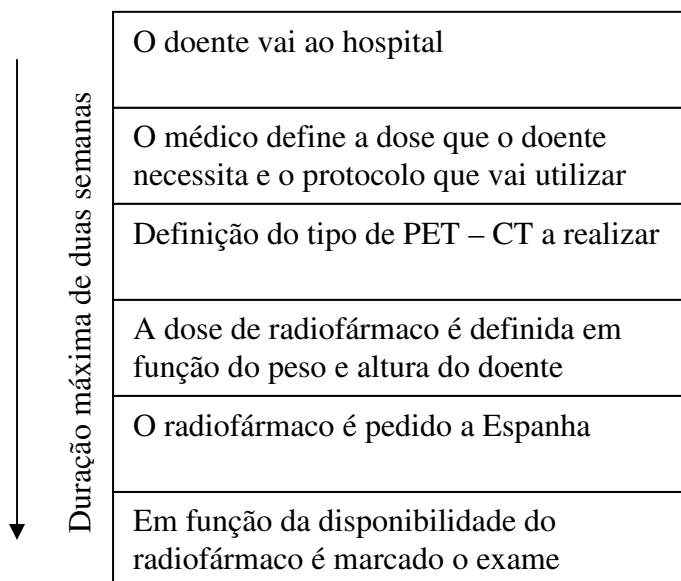 Duração máxima de duas semanas
O doente vai ao hospital
O médico define a dose que o doente
necessita e o protocolo que vai utilizar
Definição do tipo de PET – CT a realizar
A dose de radiofármaco é definida em
função do peso e altura do doente
O radiofármaco é pedido a Espanha
Em função da disponibilidade do
radiofármaco é marcado o exame